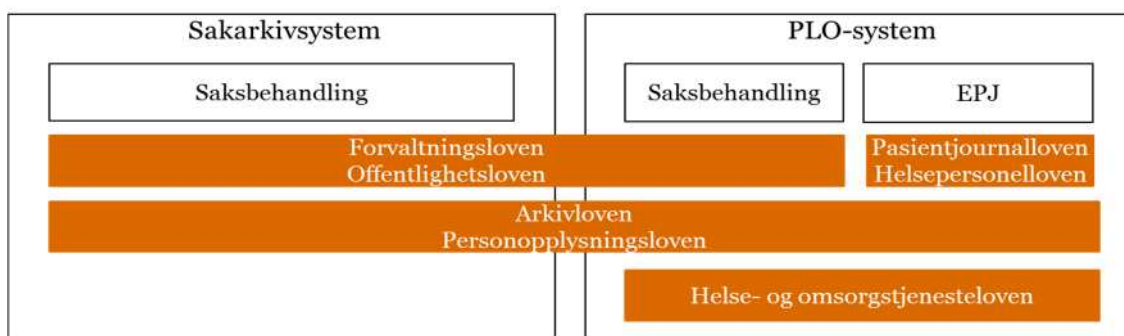 Sakarkivsystem
PLO-system
Saksbehandling
Saksbehandling
EPJ
Forvaltningsloven
Offentlighetsloven
Pasientjournalloven
Helsepersonelloven
Arkivloven
Personopplysningsloven
Helse- og omsorgstjenesteloven